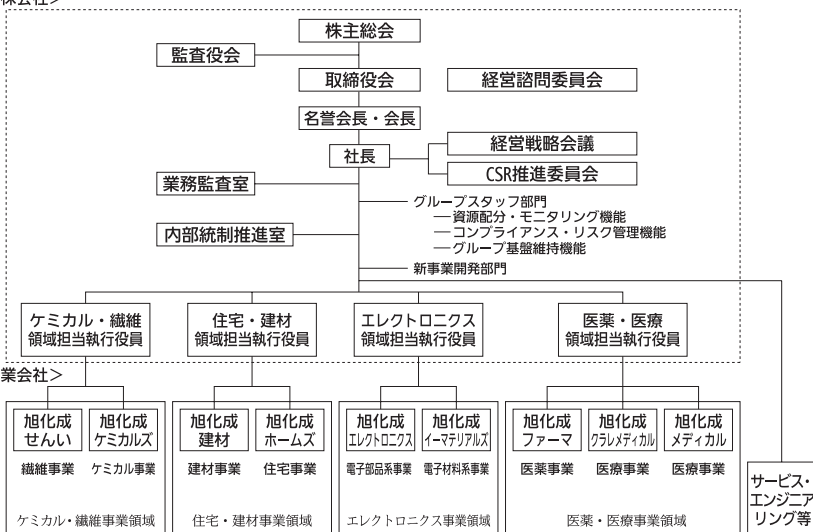 株会社>
株主総会
監査役会
取締役会
経営諮問委員会
名誉会長・会長
社長
経営戦略会議
CSR推進委員会
業務監査室
グループスタッフ部門
資源配分・モニタリング機能
コンプライアンス・リスク管理機能
グループ基盤維持機能
内部統制推進室
新事業開発部門
ケミカル・繊維
領域担当執行役員
住宅・建材
領域担当執行役員
エレクトロニクス
領域担当執行役員
医薬・医療
領域担当執行役員
業会社>
旭化成
せんい
旭化成
ケミカルズ
旭化成
建材
旭化成
ホームズ
旭化成
エレクトロニクス
旭化成
イーマテリアルズ
旭化成
ファーマ
旭化成
クラレメディカル
旭化成
メディカル
繊維事業
ケミカル事業
建材事業
住宅事業
電子部品系事業
電子材料系事業
医薬事業
医療事業
医療事業
ケミカル・繊維事業領域
住宅・建材事業領域
エレクトロニクス事業領域
医薬・医療事業領域
サービス・
エンジニア
リング等